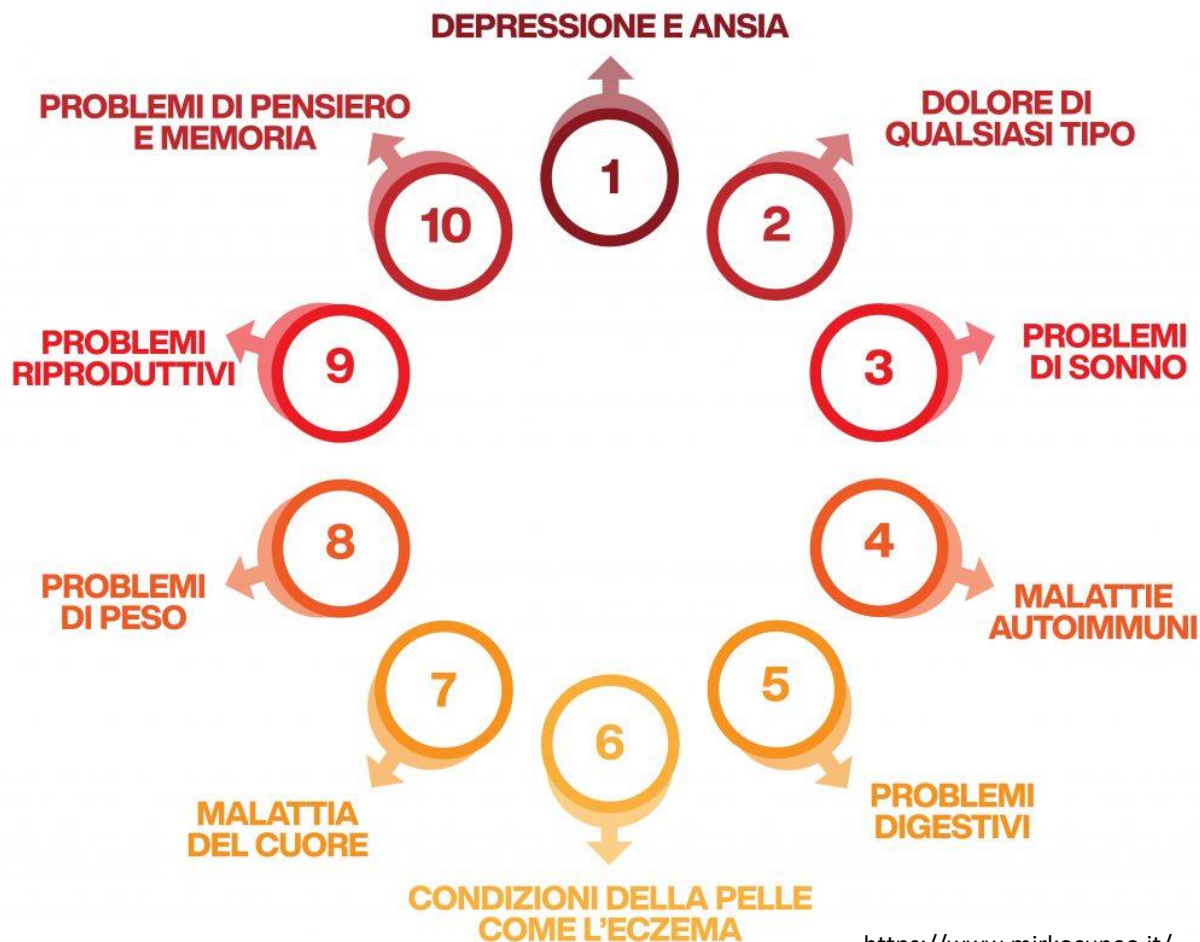 DEPRESSIONE E ANSIA
1
DOLORE DI
QUALSIASI TIPO
2
PROBLEMI
DI SONNO
3
MALATTIE
AUTOIMMUNI
4
PROBLEMI
DIGESTIVI
5
CONDIZIONI DELLA PELLE
COME L'ECZEMA
6
MALATTIA
DEL CUORE
7
PROBLEMI
DI PESO
8
PROBLEMI
RIPRODUTTIVI
9
PROBLEMI DI PENSIERO
E MEMORIA
10